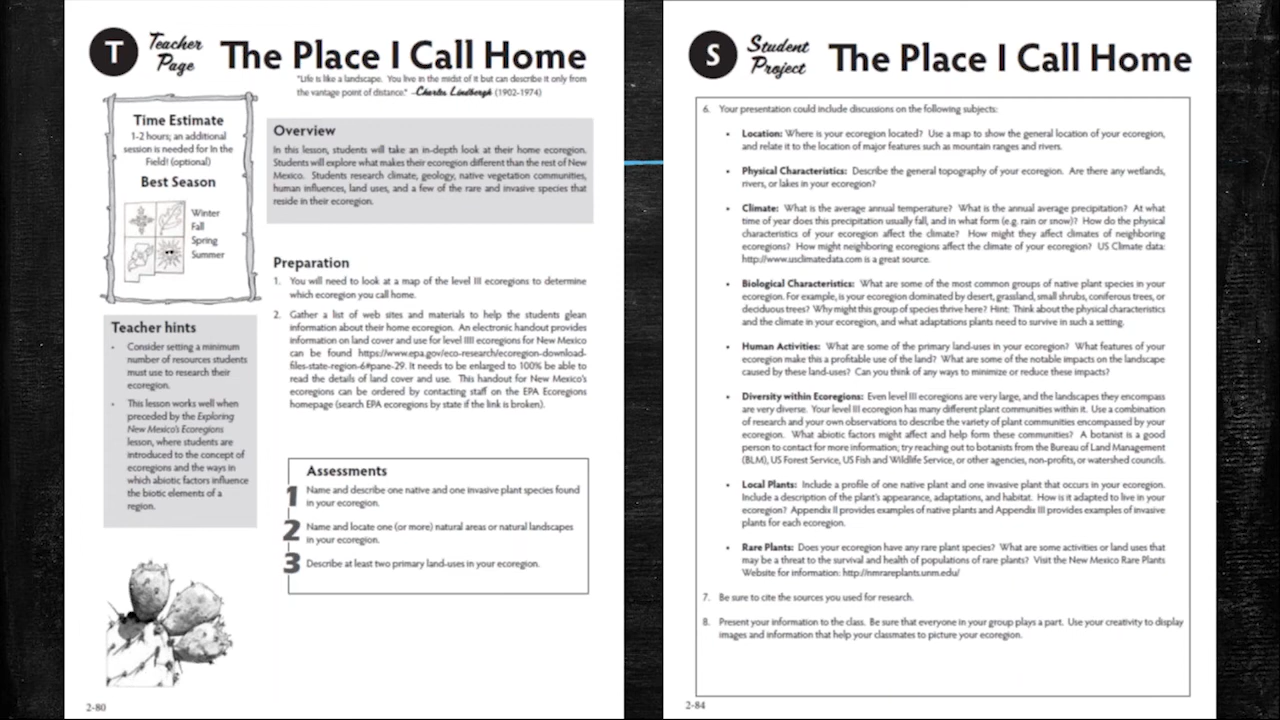 T
Teacher
Page
The Place I Call Home
"Life is like a landscape. You live in the midst of it but can describe it only from
the vantage point of distance." –Charles Lindbergh (1902-1974)
Time Estimate
1-2 hours; an additional
session is needed for In the
Field! (optional)
Best Season
Winter
Fall
Spring
Summer
Teacher hints
• Consider setting a minimum
number of resources students
must use to research their
ecoregion.
• This lesson works well when
preceded by the Exploring
New Mexico's Ecoregions
lesson, where students are
introduced to the concept of
ecoregions and the ways in
which abiotic factors influence
the biotic elements of a
region.
Overview
In this lesson, students will take an in-depth look at their home ecoregion.
Students will explore what makes their ecoregion different than the rest of New
Mexico. Students research climate, geology, native vegetation communities,
human influences, land uses, and a few of the rare and invasive species that
reside in their ecoregion.
Preparation
1. You will need to look at a map of the level III ecoregions to determine
which ecoregion you call home.
2. Gather a list of web sites and materials to help the students glean
information about their home ecoregion. An electronic handout provides
information on land cover and use for level IIII ecoregions for New Mexico
can be found https://www.epa.gov/eco-research/ecoregion-download-
files-state-region-6#pane-29. It needs to be enlarged to 100% be able to
read the details of land cover and use. This handout for New Mexico's
ecoregions can be ordered by contacting staff on the EPA Ecoregions
homepage (search EPA ecoregions by state if the link is broken).
Assessments
1 Name and describe one native and one invasive plant species found
in your ecoregion.
2 Name and locate one (or more) natural areas or natural landscapes
in your ecoregion.
3 Describe at least two primary land-uses in your ecoregion.
2-80
S
Student
Project
The Place I Call Home
6. Your presentation could include discussions on the following subjects:
• Location: Where is your ecoregion located? Use a map to show the general location of your ecoregion,
and relate it to the location of major features such as mountain ranges and rivers.
• Physical Characteristics: Describe the general topography of your ecoregion. Are there any wetlands,
rivers, or lakes in your ecoregion?
• Climate: What is the average annual temperature? What is the annual average precipitation? At what
time of year does this precipitation usually fall, and in what form (e.g. rain or snow)? How do the physical
characteristics of your ecoregion affect the climate? How might they affect climates of neighboring
ecoregions? How might neighboring ecoregions affect the climate of your ecoregion? US Climate data:
http://www.usclimatedata.com is a great source.
• Biological Characteristics: What are some of the most common groups of native plant species in your
ecoregion. For example, is your ecoregion dominated by desert, grassland, small shrubs, coniferous trees, or
deciduous trees? Why might this group of species thrive here? Hint: Think about the physical characteristics
and the climate in your ecoregion, and what adaptations plants need to survive in such a setting.
• Human Activities: What are some of the primary land-uses in your ecoregion? What features of your
ecoregion make this a profitable use of the land? What are some of the notable impacts on the landscape
caused by these land-uses? Can you think of any ways to minimize or reduce these impacts?
• Diversity within Ecoregions: Even level III ecoregions are very large, and the landscapes they encompass
are very diverse. Your level III ecoregion has many different plant communities within it. Use a combination
of research and your own observations to describe the variety of plant communities encompassed by your
ecoregion. What abiotic factors might affect and help form these communities? A botanist is a good
person to contact for more information; try reaching out to botanists from the Bureau of Land Management
(BLM), US Forest Service, US Fish and Wildlife Service, or other agencies, non-profits, or watershed councils.
• Local Plants: Include a profile of one native plant and one invasive plant that occurs in your ecoregion.
Include a description of the plant's appearance, adaptations, and habitat. How is it adapted to live in your
ecoregion? Appendix II provides examples of native plants and Appendix III provides examples of invasive
plants for each ecoregion.
• Rare Plants: Does your ecoregion have any rare plant species? What are some activities or land uses that
may be a threat to the survival and health of populations of rare plants? Visit the New Mexico Rare Plants
Website for information: http://nmrareplants.unm.edu/
7. Be sure to cite the sources you used for research.
8. Present your information to the class. Be sure that everyone in your group plays a part. Use your creativity to display
images and information that help your classmates to picture your ecoregion.
2-84